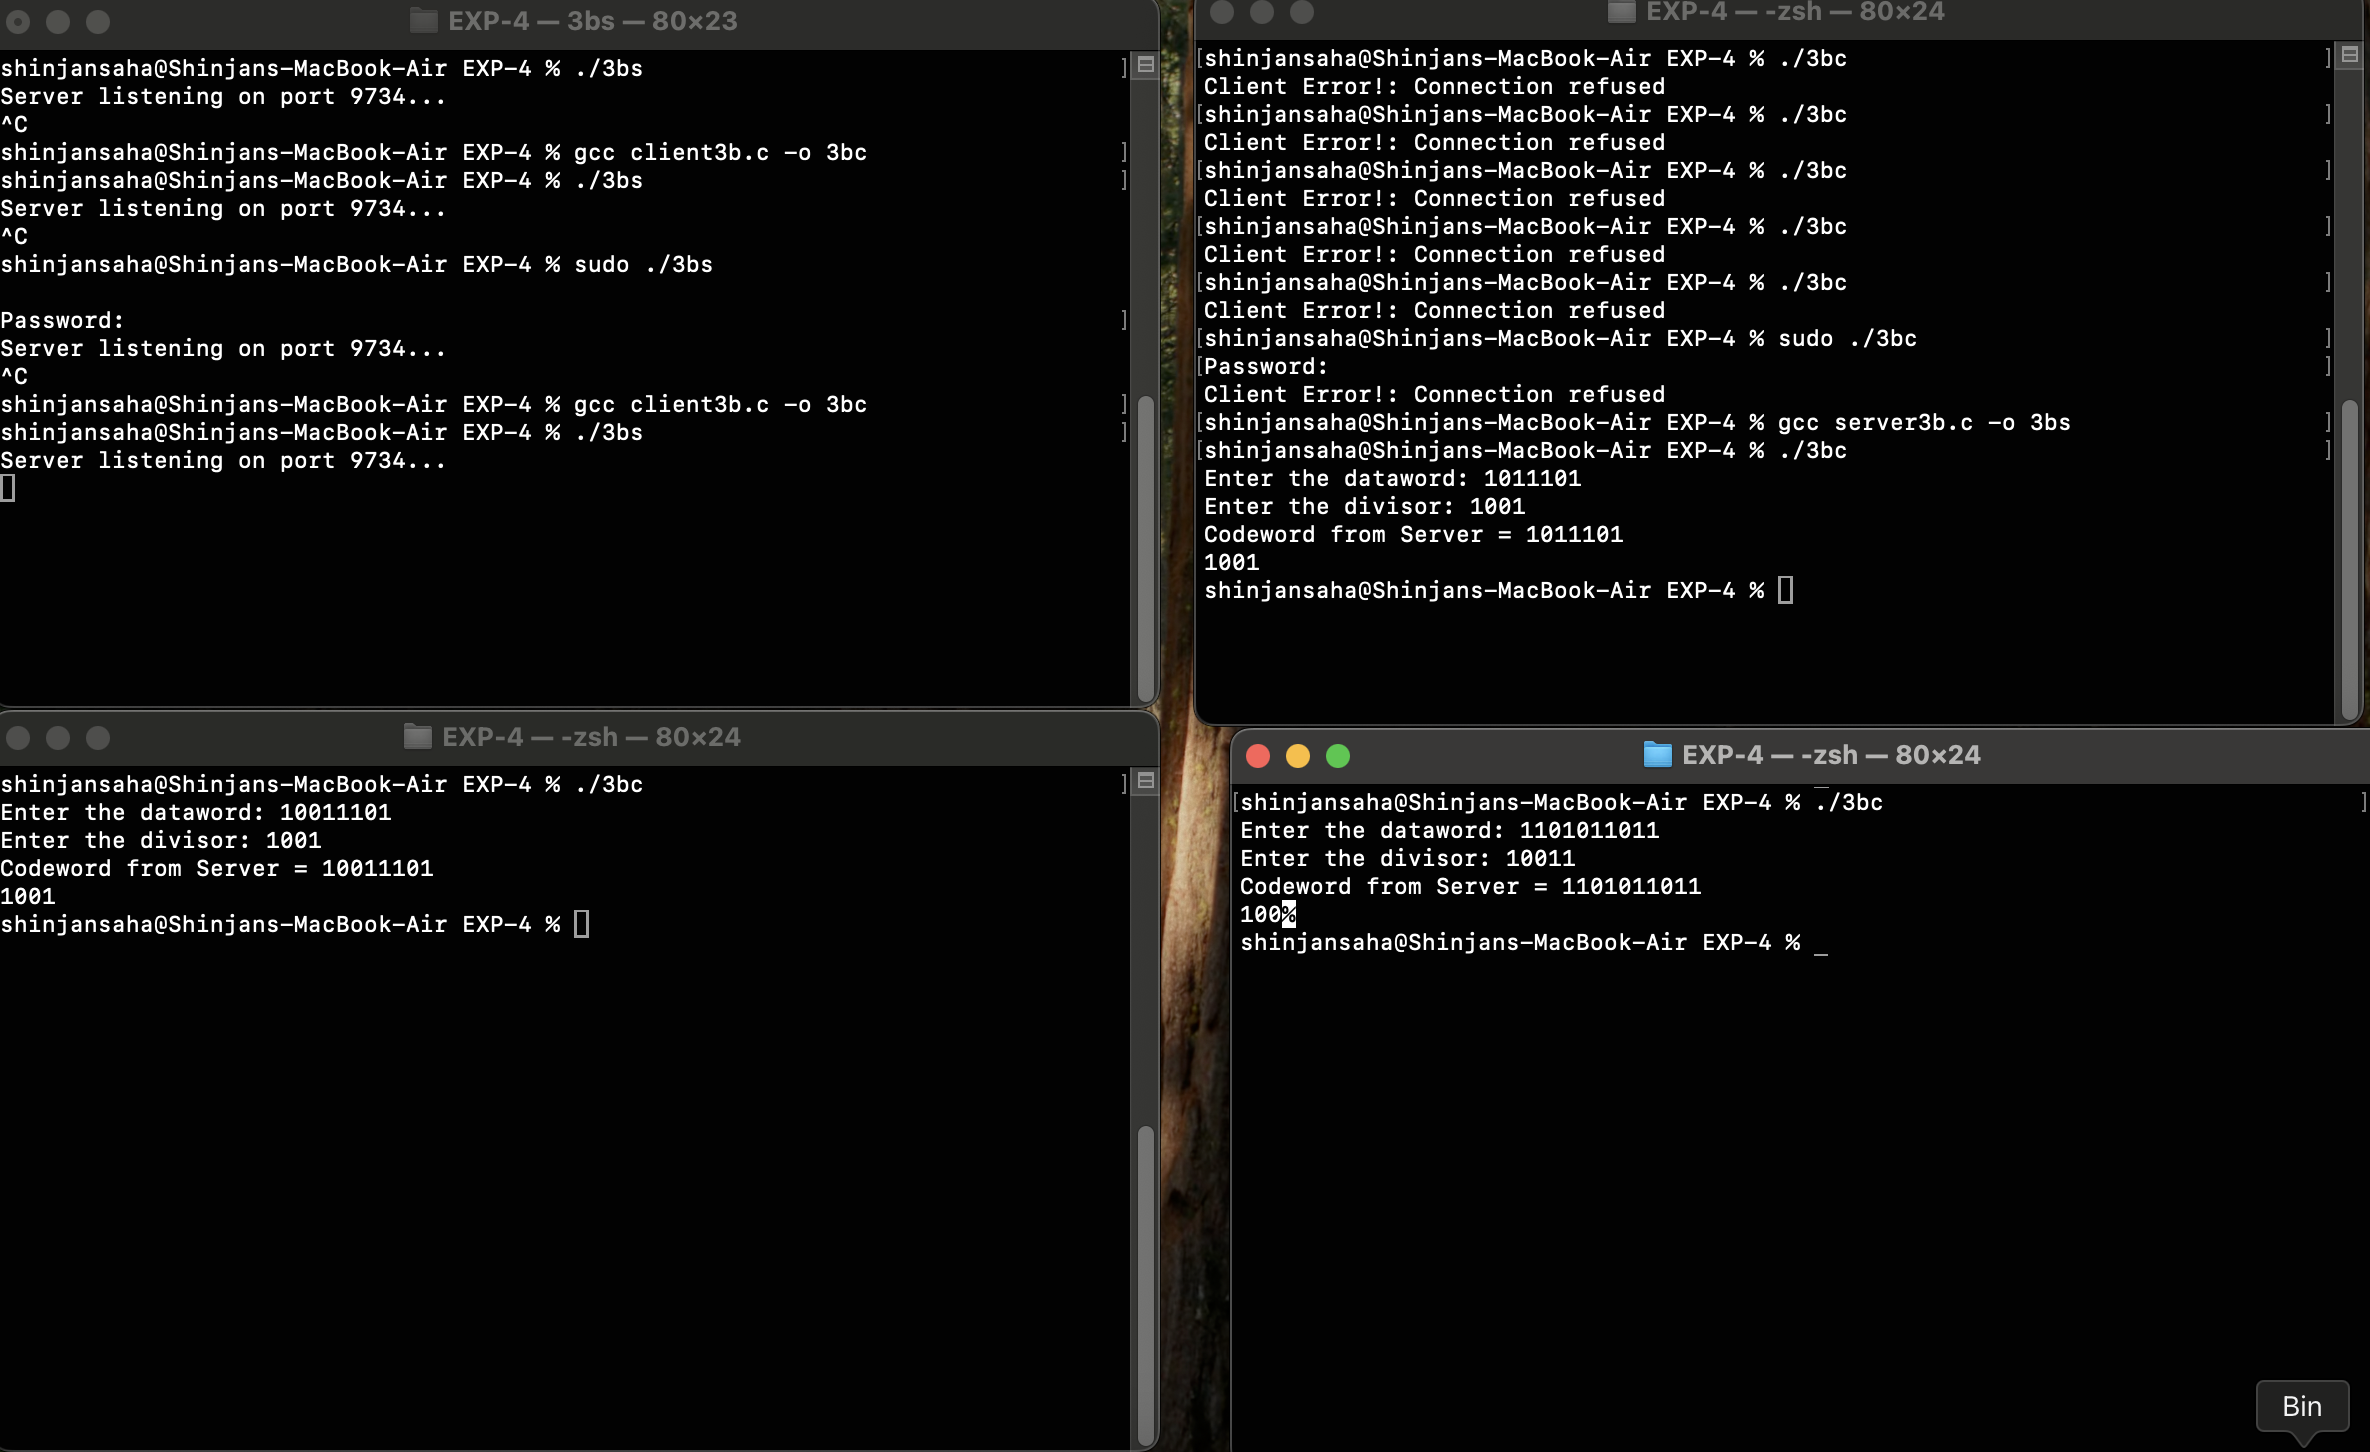 EXP-4 — 3bs — 80×23
shinjansaha@Shinjans-MacBook-Air EXP-4 % ./3bs
Server listening on port 9734...
^C
shinjansaha@Shinjans-MacBook-Air EXP-4 % gcc client3b.c -o 3bc
shinjansaha@Shinjans-MacBook-Air EXP-4 % ./3bs
Server listening on port 9734...
^C
shinjansaha@Shinjans-MacBook-Air EXP-4 % sudo ./3bs
Password:
Server listening on port 9734...
^C
shinjansaha@Shinjans-MacBook-Air EXP-4 % gcc client3b.c -o 3bc
shinjansaha@Shinjans-MacBook-Air EXP-4 % ./3bs
Server listening on port 9734...
EXP-4 — -zsh — 80×24
shinjansaha@Shinjans-MacBook-Air EXP-4 % ./3bc
Client Error!: Connection refused
shinjansaha@Shinjans-MacBook-Air EXP-4 % ./3bc
Client Error!: Connection refused
shinjansaha@Shinjans-MacBook-Air EXP-4 % ./3bc
Client Error!: Connection refused
shinjansaha@Shinjans-MacBook-Air EXP-4 % ./3bc
Client Error!: Connection refused
shinjansaha@Shinjans-MacBook-Air EXP-4 % ./3bc
Client Error!: Connection refused
shinjansaha@Shinjans-MacBook-Air EXP-4 % sudo ./3bc
Password:
Client Error!: Connection refused
shinjansaha@Shinjans-MacBook-Air EXP-4 % gcc server3b.c -o 3bs
shinjansaha@Shinjans-MacBook-Air EXP-4 % ./3bc
Enter the dataword: 1011101
Enter the divisor: 1001
Codeword from Server = 1011101
1001
shinjansaha@Shinjans-MacBook-Air EXP-4 %
EXP-4 — -zsh — 80×24
shinjansaha@Shinjans-MacBook-Air EXP-4 % ./3bc
Enter the dataword: 10011101
Enter the divisor: 1001
Codeword from Server = 10011101
1001
shinjansaha@Shinjans-MacBook-Air EXP-4 %
EXP-4 — -zsh — 80×24
shinjansaha@Shinjans-MacBook-Air EXP-4 % ./3bc
Enter the dataword: 1101011011
Enter the divisor: 10011
Codeword from Server = 1101011011
100%
shinjansaha@Shinjans-MacBook-Air EXP-4 % _
Bin